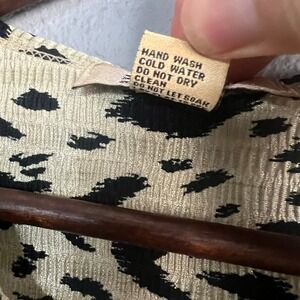 HAND WASH
COLD WATER
DO NOT DRY
CLEAN
DO NOT LET SOAK